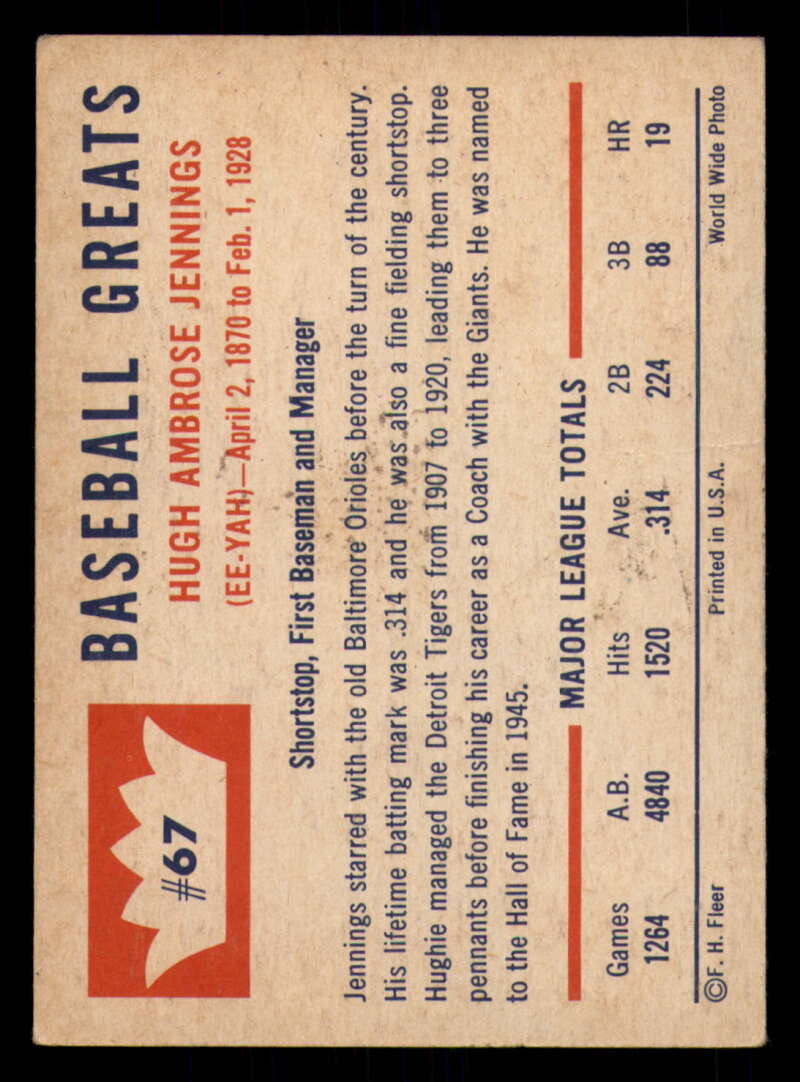 #67
BASEBALL GREATS
HUGH AMBROSE JENNINGS
(EE-YAH)—April 2, 1870 to Feb. 1, 1928
Shortstop, First Baseman and Manager
Jennings starred with the old Baltimore Orioles before the turn of the century.
His lifetime batting mark was .314 and he was also a fine fielding shortstop.
Hughie managed the Detroit Tigers from 1907 to 1920, leading them to three
pennants before finishing his career as a Coach with the Giants. He was named
to the Hall of Fame in 1945.
MAJOR LEAGUE TOTALS
Games A.B. Hits Ave. 2B 3B HR
1264 4840 1520 .314 224 88 19
©F. H. Fleer Printed in U.S.A. World Wide Photo